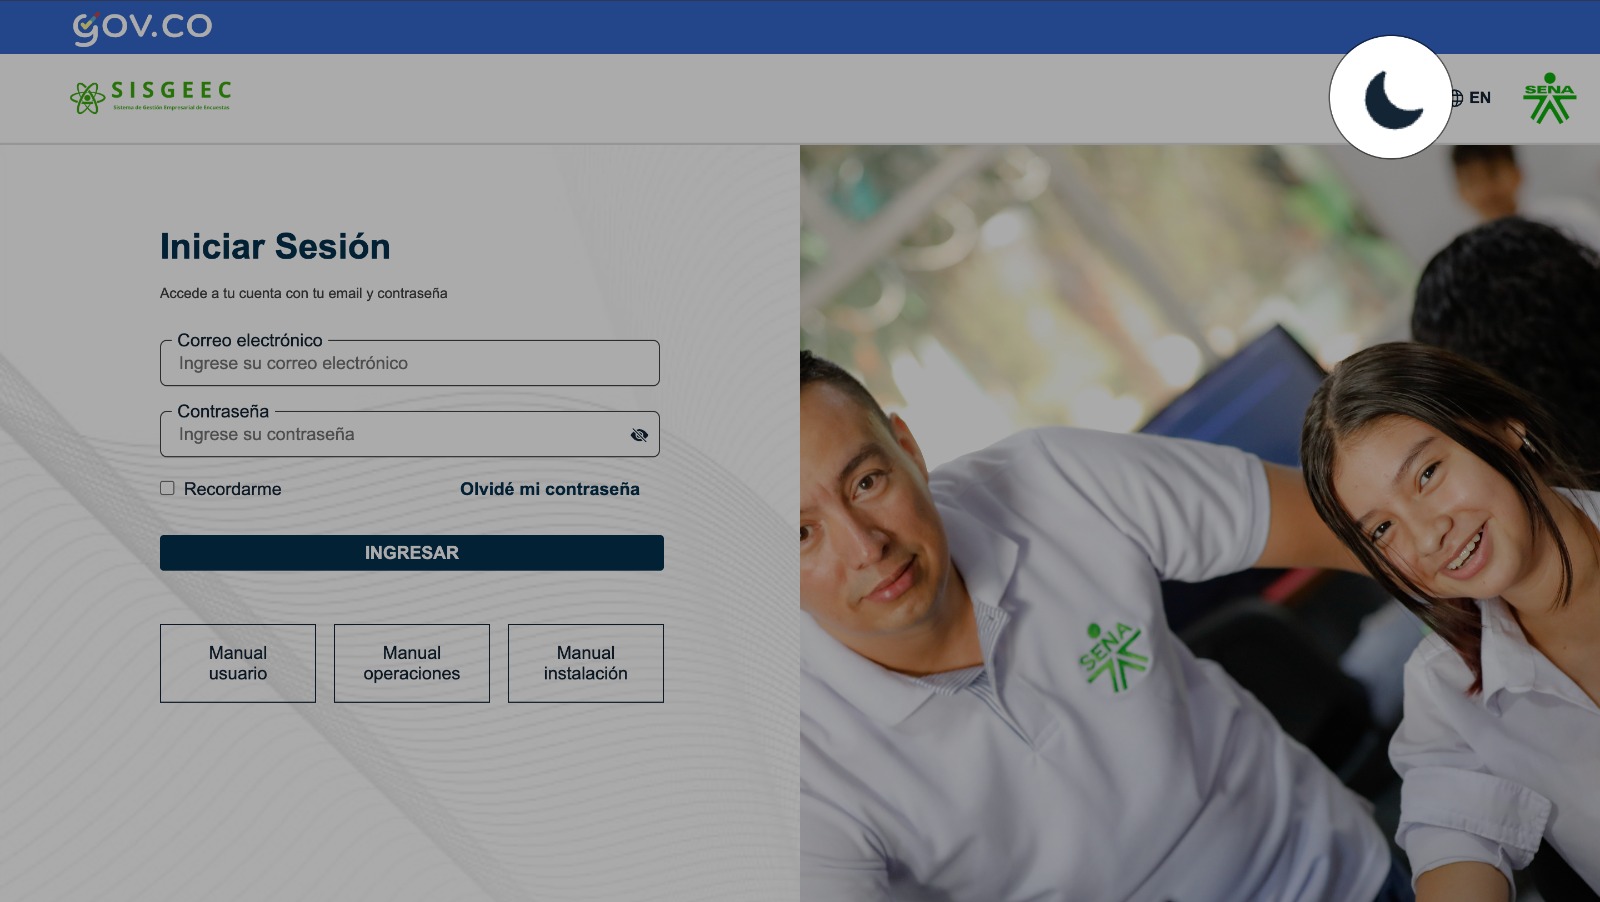 GOV.CO
SISGEEC
Sistema de Gestión Empresarial de Encuestas
EN
SENA
Iniciar Sesión
Accede a tu cuenta con tu email y contraseña
Correo electrónico
Ingrese su correo electrónico
Contraseña
Ingrese su contraseña
Recordarme
Olvidé mi contraseña
INGRESAR
Manual
usuario
Manual
operaciones
Manual
instalación
SENA